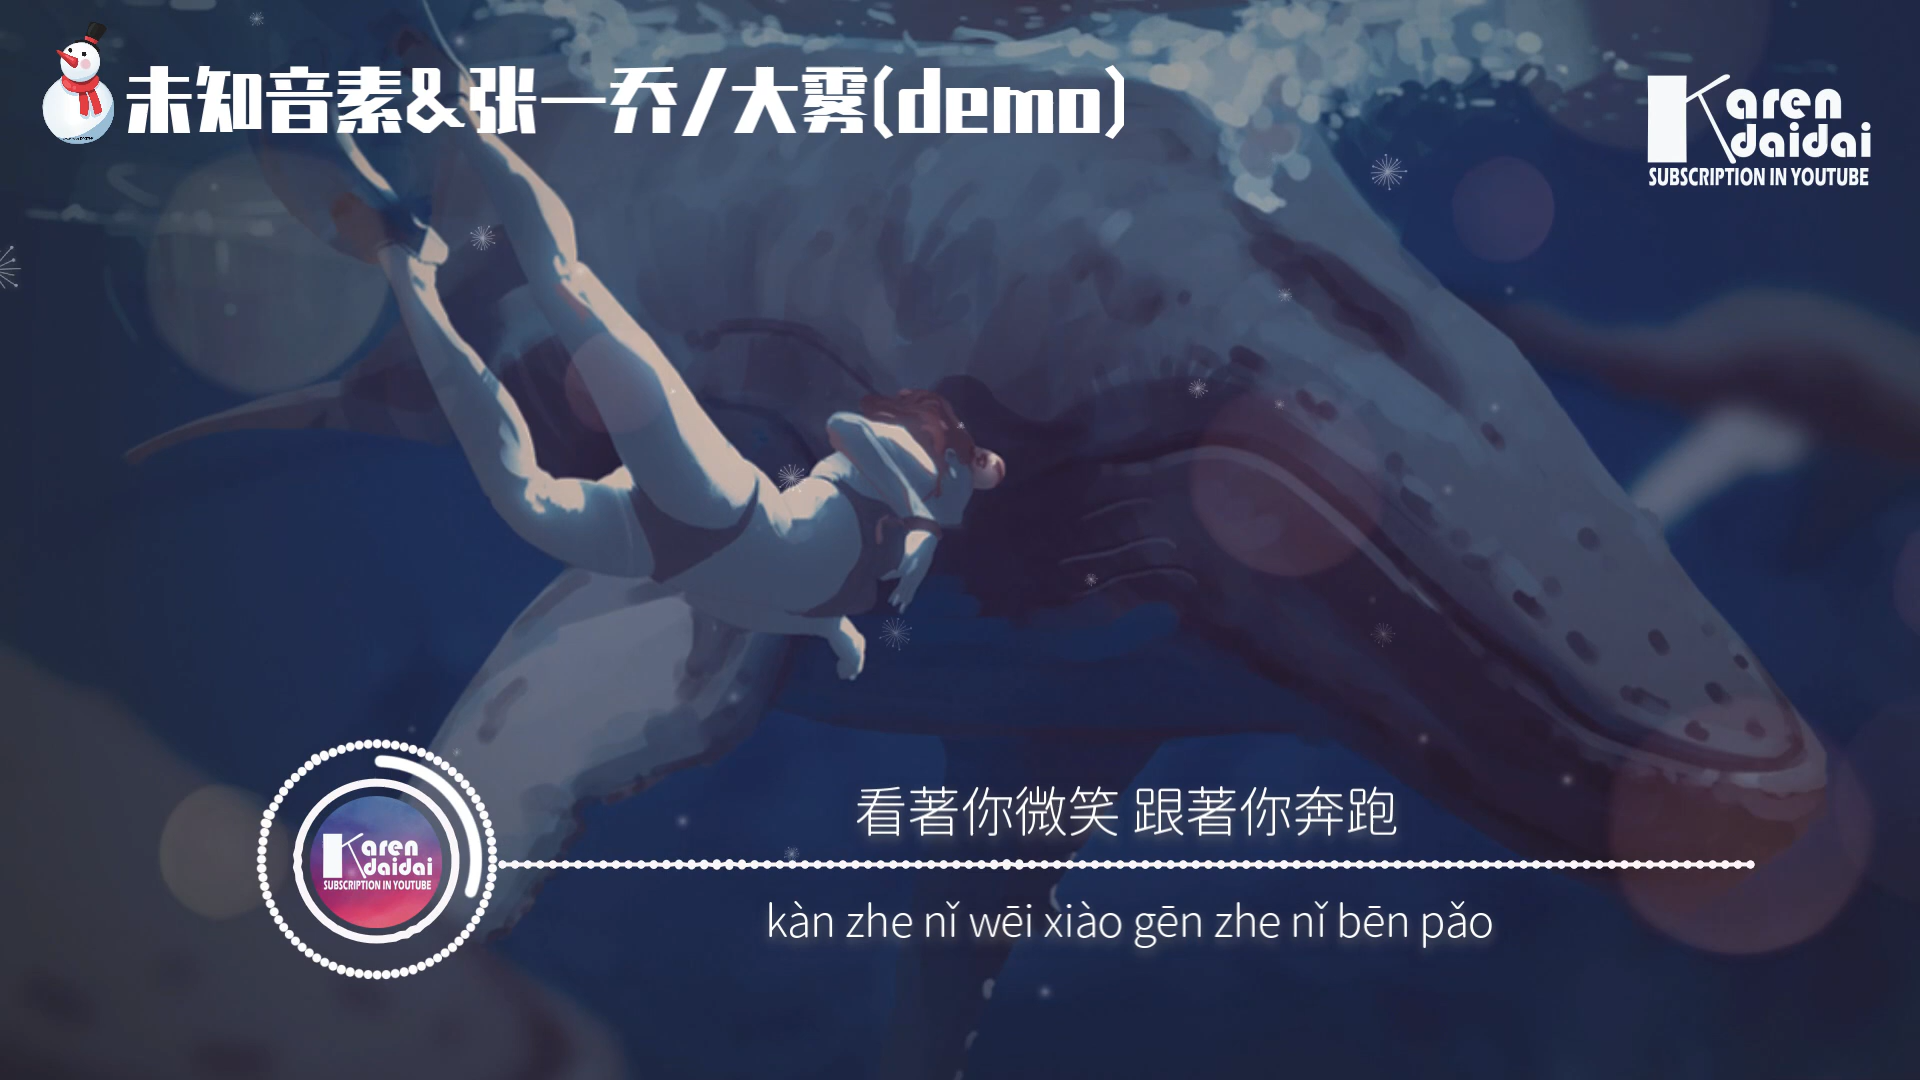 未知音素&张一乔/大雾(demo)
Karen
daidai
SUBSCRIPTION IN YOUTUBE
看著你微笑 跟著你奔跑
Karen
daidai
SUBSCRIPTION IN YOUTUBE
kàn zhe nǐ wēi xiào gēn zhe nǐ bēn pǎo